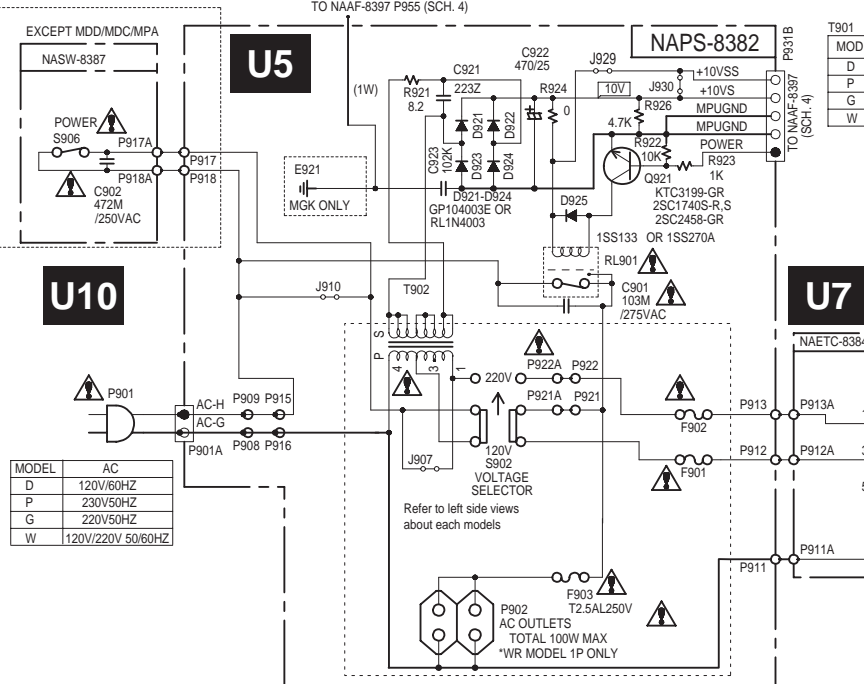 TO NAAF-8397 P955 (SCH. 4)
EXCEPT MDD/MDC/MPA
NASW-8387
U5
NAPS-8382
P931B
T901
MOD
D
P
G
W
POWER
S906
P917A
P918A
P917
P918
C902
472M
/250VAC
(1W)
R921
8.2
C921
223Z
C922
470/25
R924
0
J929
10V
J930
+10VSS
+10VS
MPUGND
MPUGND
POWER
TO NAAF-8397
(SCH. 4)
R926
4.7K
R922
10K
R923
1K
Q921
KTC3199-GR
2SC1740S-R,S
2SC2458-GR
C923
102K
D921
D922
D923
D924
D921-D924
GP104003E OR
RL1N4003
E921
MGK ONLY
D925
1SS133 OR 1SS270A
RL901
C901
103M
/275VAC
U10
U7
J910
T902
S
P
4
3
1
NAETC-8384
P901
AC-H
AC-G
P901A
P909 P915
P908 P916
MODEL AC
D 120V/60HZ
P 230V50HZ
G 220V50HZ
W 120V/220V 50/60HZ
J907
220V
120V
S902
VOLTAGE
SELECTOR
P922A P922
P921A P921
F902
F901
P913 P913A
P912 P912A
P911 P911A
3
5
Refer to left side views
about each models
F903
T2.5AL250V
P902
AC OUTLETS
TOTAL 100W MAX
*WR MODEL 1P ONLY